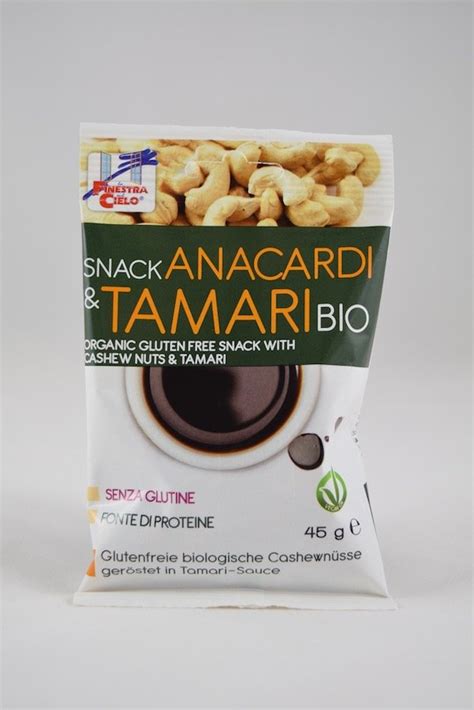 la
FINESTRA
sul
CIELO®
SNACK ANACARDI
& TAMARI BIO
ORGANIC GLUTEN FREE SNACK WITH
CASHEW NUTS & TAMARI
SENZA GLUTINE
FONTE DI PROTEINE
45 g e
Glutenfreie biologische Cashewnüsse
geröstet in Tamari-Sauce